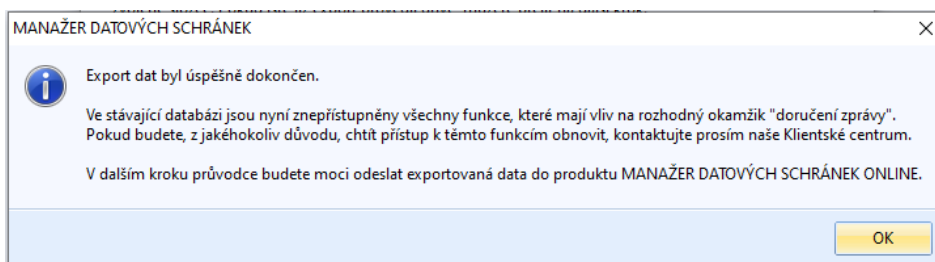 MANAŽER DATOVÝCH SCHRÁNEK
Export dat byl úspěšně dokončen.
Ve stávající databázi jsou nyní znepřístupněny všechny funkce, které mají vliv na rozhodný okamžik "doručení zprávy".
Pokud budete, z jakéhokoliv důvodu, chtít přístup k těmto funkcím obnovit, kontaktujte prosím naše Klientské centrum.
V dalším kroku průvodce budete moci odeslat exportovaná data do produktu MANAŽER DATOVÝCH SCHRÁNEK ONLINE.
OK